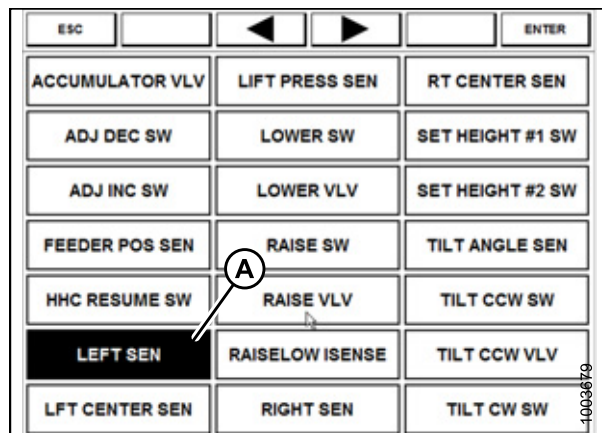 ESC ENTER
ACCUMULATOR VLV LIFT PRESS SEN RT CENTER SEN
ADJ DEC SW LOWER SW SET HEIGHT #1 SW
ADJ INC SW LOWER VLV SET HEIGHT #2 SW
FEEDER POS SEN RAISE SW TILT ANGLE SEN
A
HHC RESUME SW RAISE VLV TILT CCW SW
LEFT SEN RAISELOW ISENSE TILT CCW VLV
LFT CENTER SEN RIGHT SEN TILT CW SW
1003679